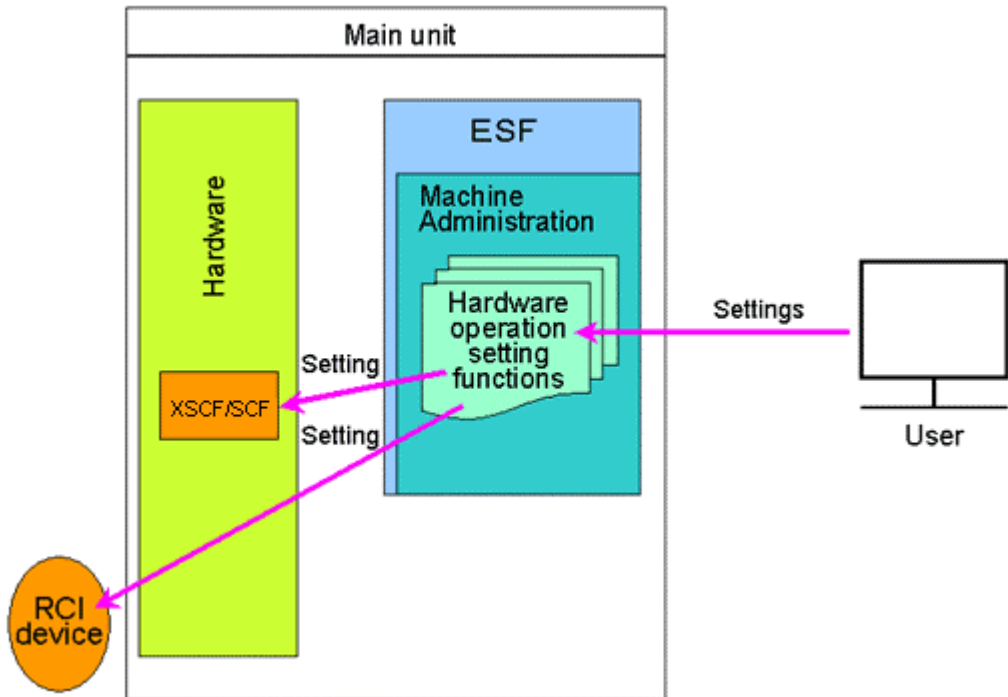 Main unit
ESF
Machine
Administration
Hardware
Hardware
operation
setting
functions
Settings
Setting
XSCF/SCF
Setting
User
RCI
device